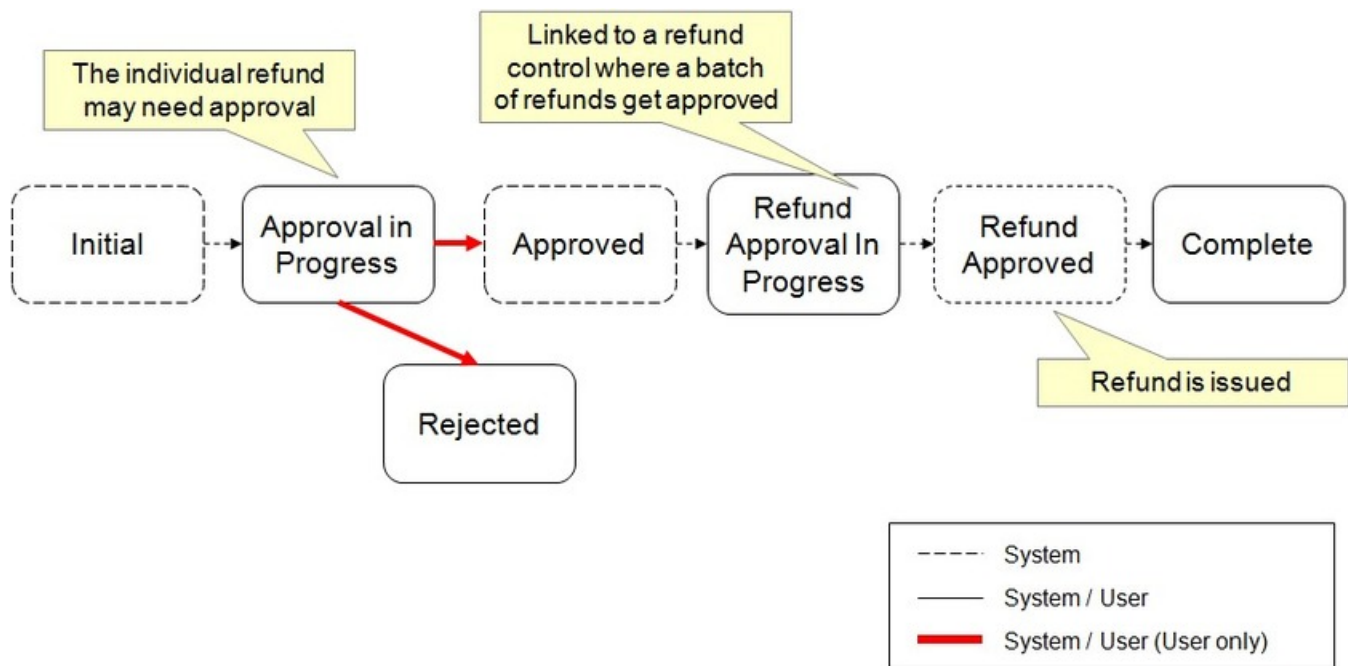 The individual refund
may need approval
Linked to a refund
control where a batch
of refunds get approved
Initial
Approval in
Progress
Approved
Refund
Approval In
Progress
Refund
Approved
Complete
Rejected
Refund is issued
System
System / User
System / User (User only)